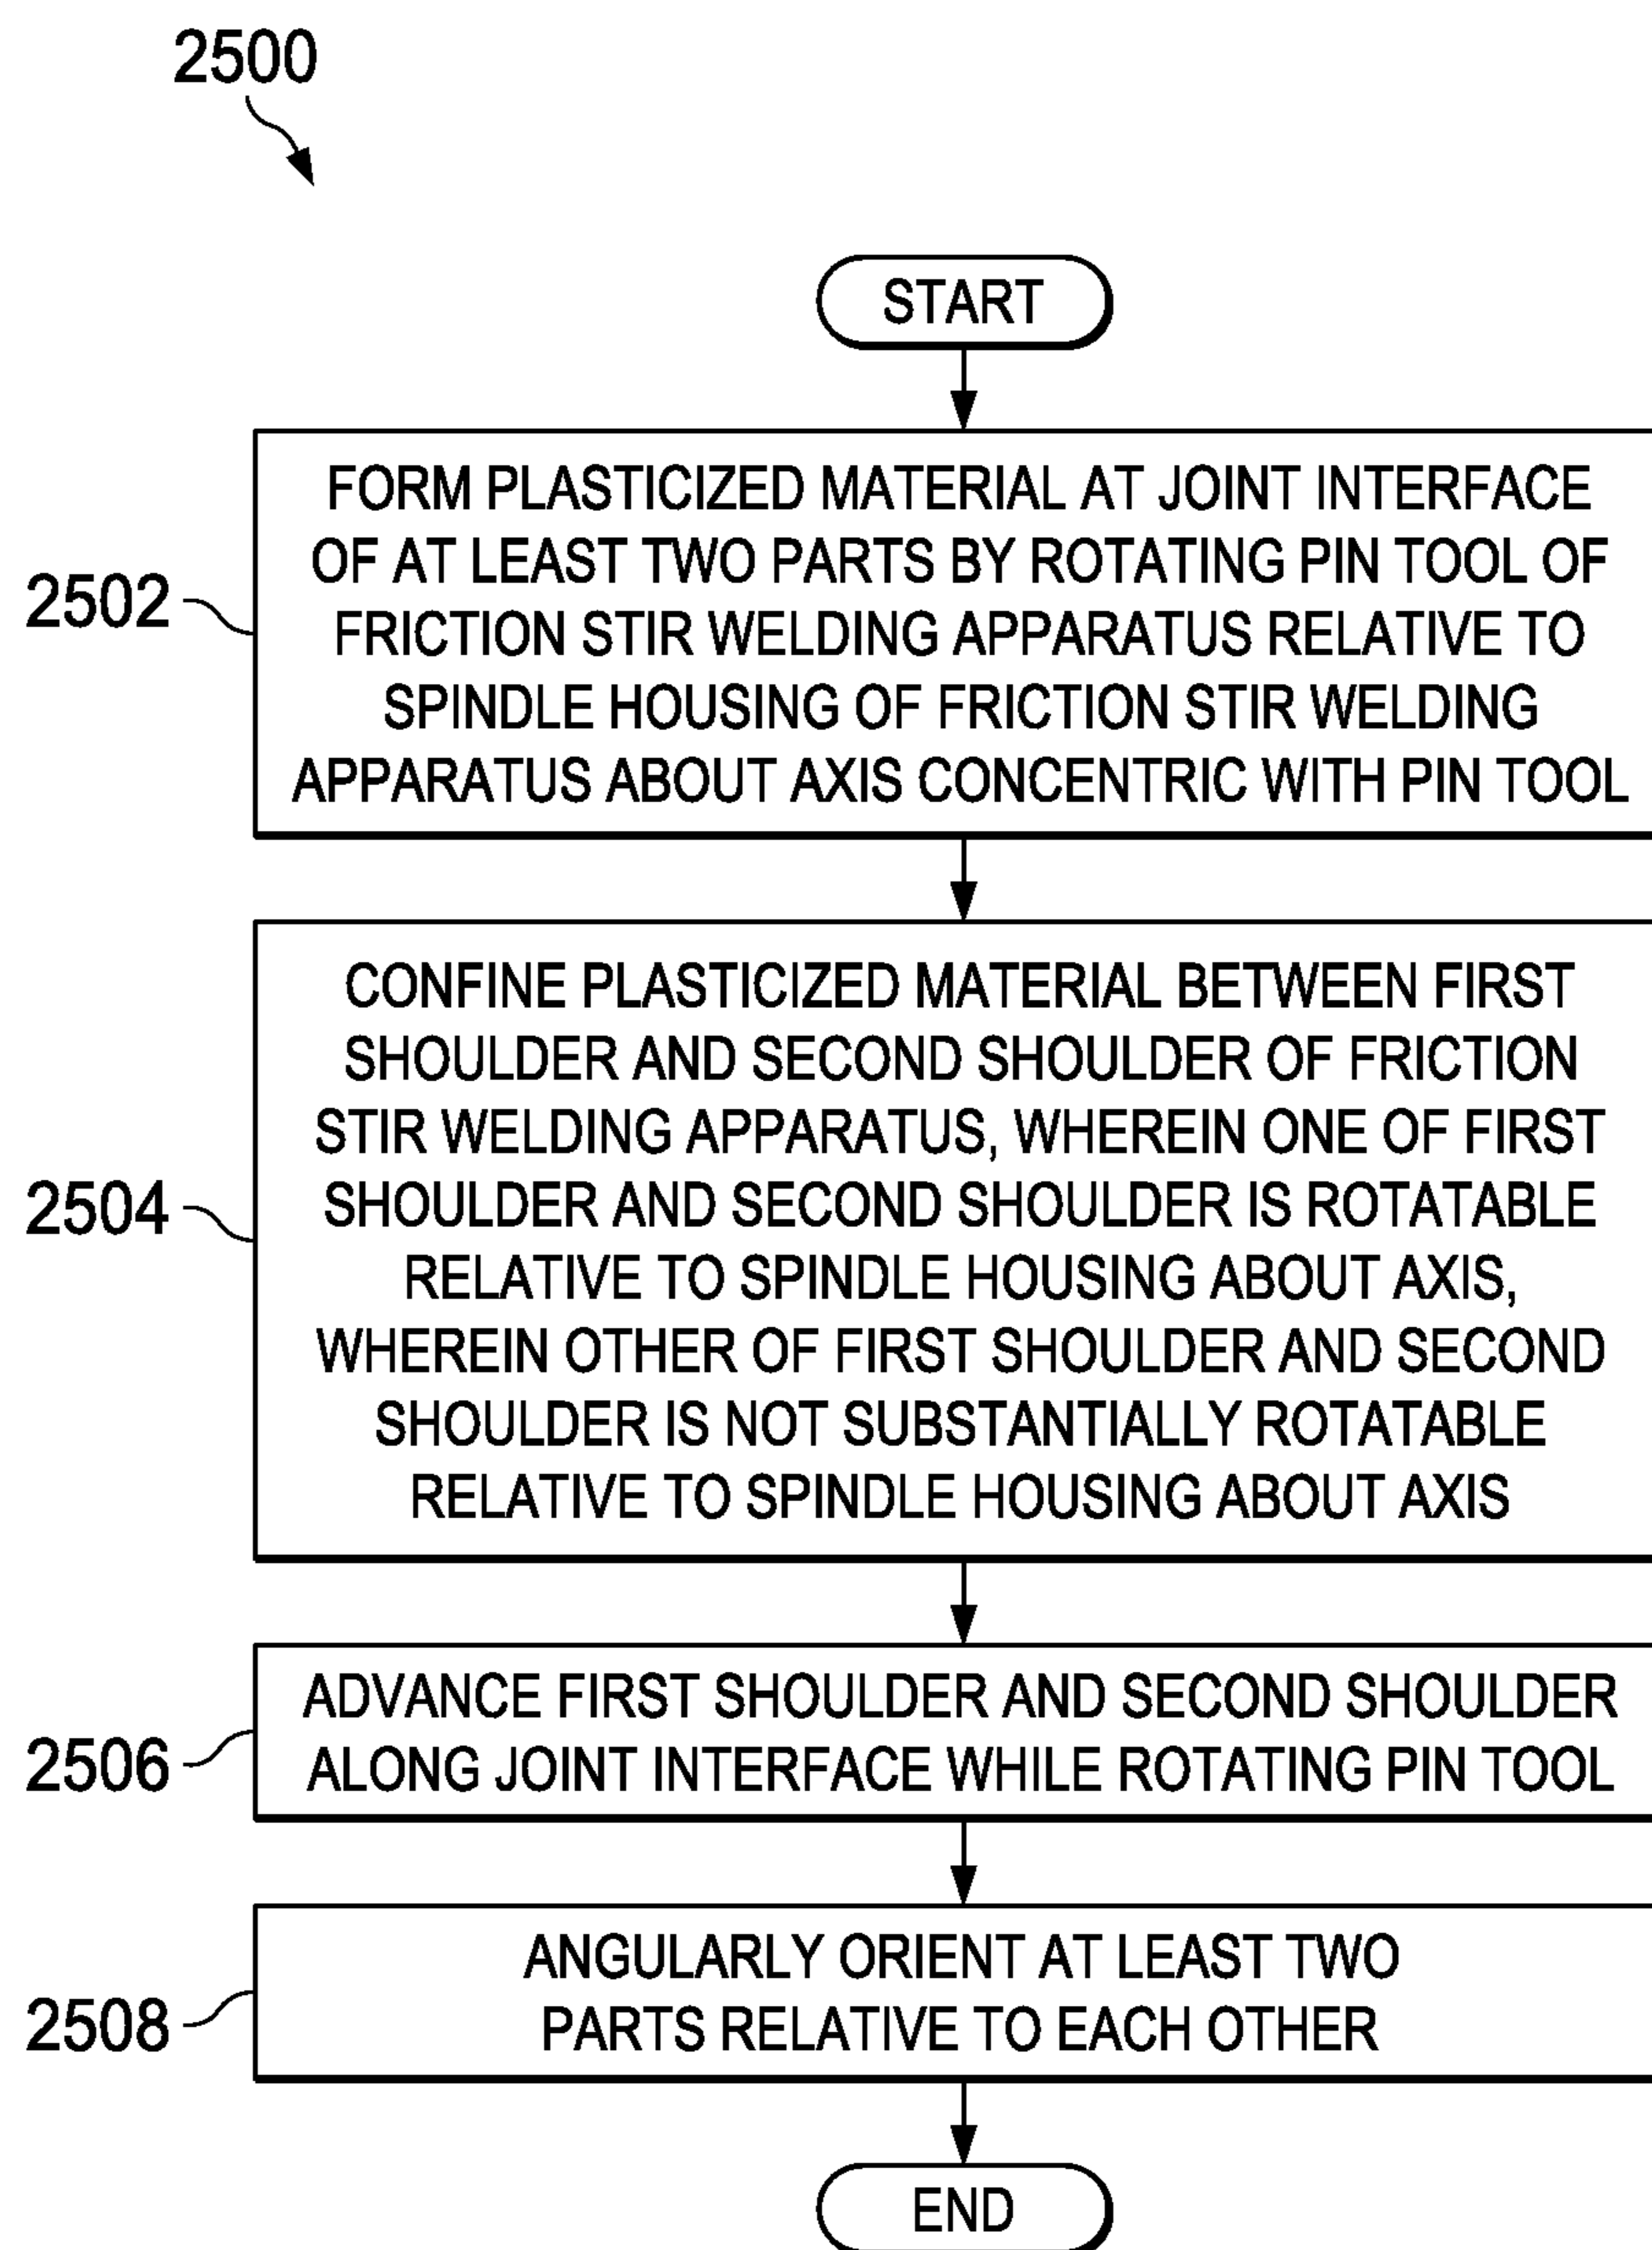 2500
START
2502
FORM PLASTICIZED MATERIAL AT JOINT INTERFACE
OF AT LEAST TWO PARTS BY ROTATING PIN TOOL OF
FRICTION STIR WELDING APPARATUS RELATIVE TO
SPINDLE HOUSING OF FRICTION STIR WELDING
APPARATUS ABOUT AXIS CONCENTRIC WITH PIN TOOL
2504
CONFINE PLASTICIZED MATERIAL BETWEEN FIRST
SHOULDER AND SECOND SHOULDER OF FRICTION
STIR WELDING APPARATUS, WHEREIN ONE OF FIRST
SHOULDER AND SECOND SHOULDER IS ROTATABLE
RELATIVE TO SPINDLE HOUSING ABOUT AXIS,
WHEREIN OTHER OF FIRST SHOULDER AND SECOND
SHOULDER IS NOT SUBSTANTIALLY ROTATABLE
RELATIVE TO SPINDLE HOUSING ABOUT AXIS
2506
ADVANCE FIRST SHOULDER AND SECOND SHOULDER
ALONG JOINT INTERFACE WHILE ROTATING PIN TOOL
2508
ANGULARLY ORIENT AT LEAST TWO
PARTS RELATIVE TO EACH OTHER
END